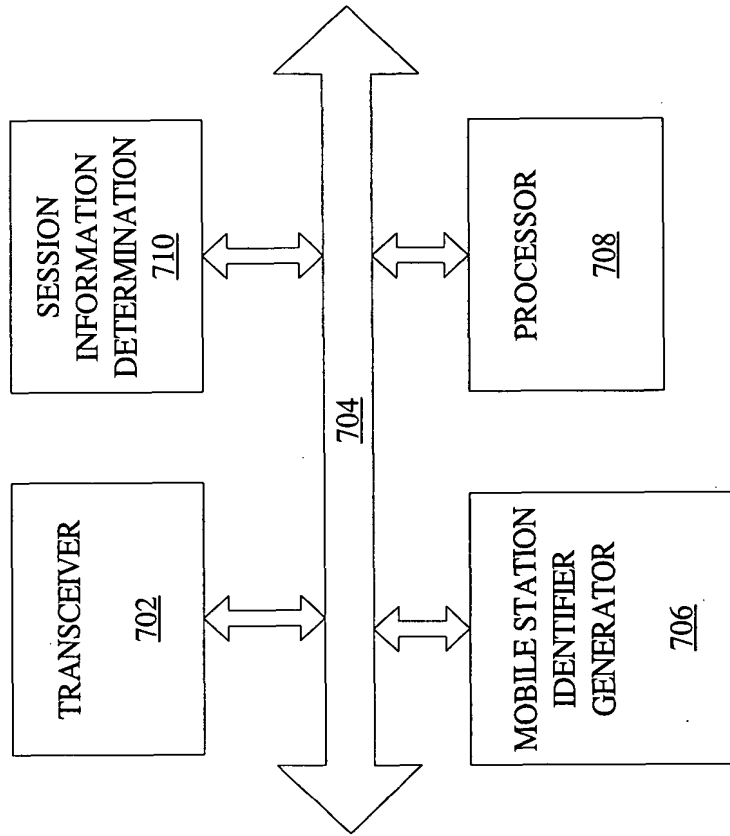 TRANSCEIVER
702
SESSION
INFORMATION
DETERMINATION
710
704
MOBILE STATION
IDENTIFIER
GENERATOR
706
PROCESSOR
708